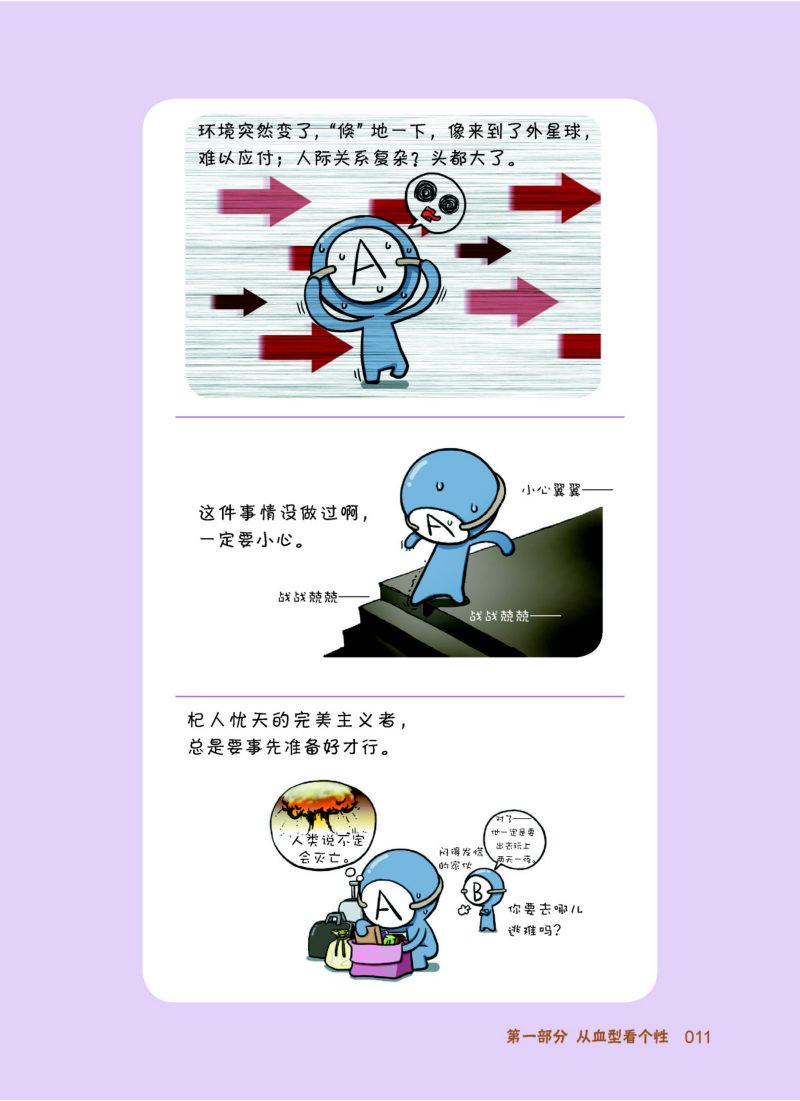 环境突然变了，“倏”地一下，像来到了外星球，
难以应付；人际关系复杂？头都大了。
A
这件事情没做过啊，
一定要小心。
小心翼翼——
A
战战兢兢——
战战兢兢——
杞人忧天的完美主义者，
总是要事先准备好才行。
人类说不定
会灭亡。
A
闷得发慌
的家伙
对了——
他一定是要
出去玩上
两天一夜。
B
你要去哪儿
逃难吗？
第一部分 从血型看个性 011